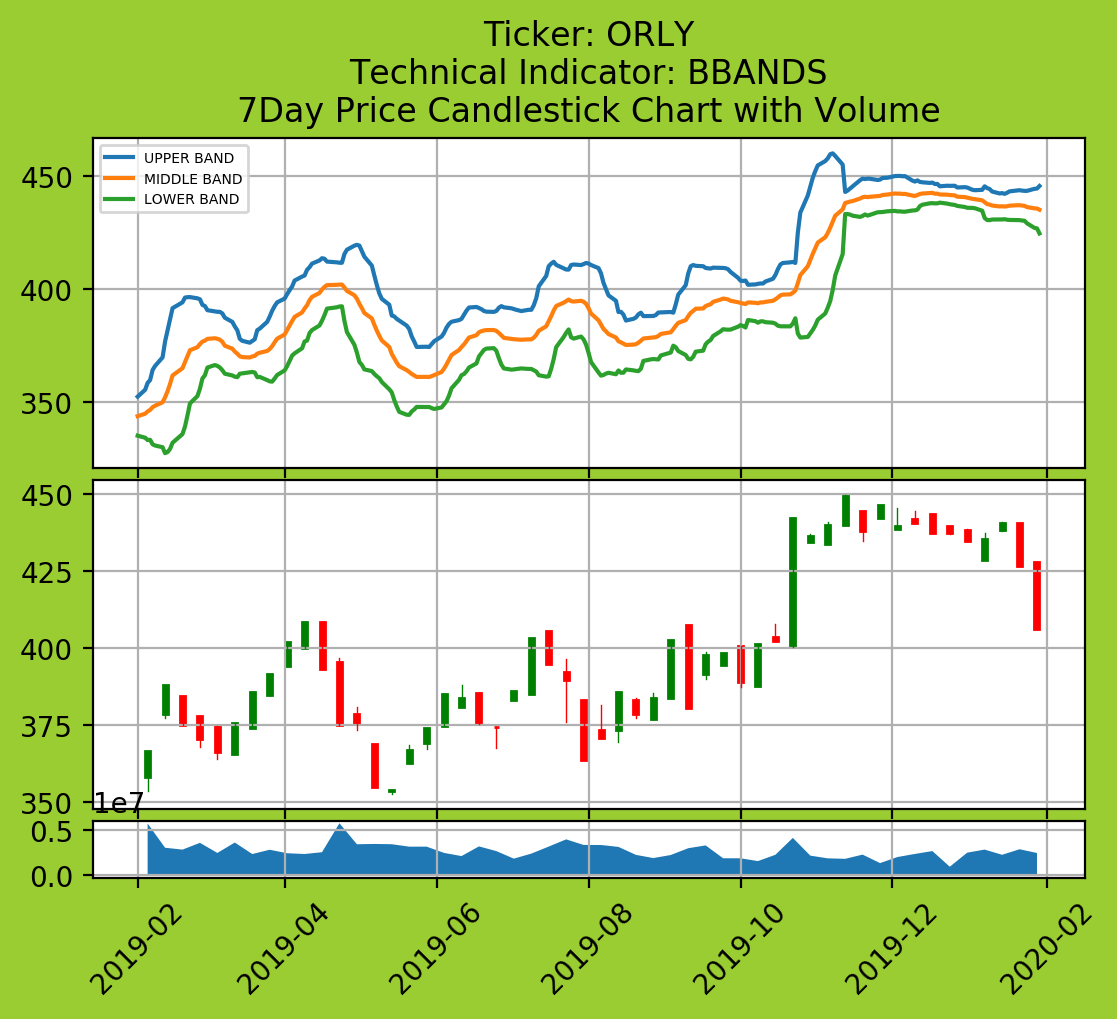 Ticker: ORLY
Technical Indicator: BBANDS
7Day Price Candlestick Chart with Volume
UPPER BAND
MIDDLE BAND
LOWER BAND
450
400
350
450
425
400
375
350
1e7
0.5
0.0
2019-02
2019-04
2019-06
2019-08
2019-10
2019-12
2020-02